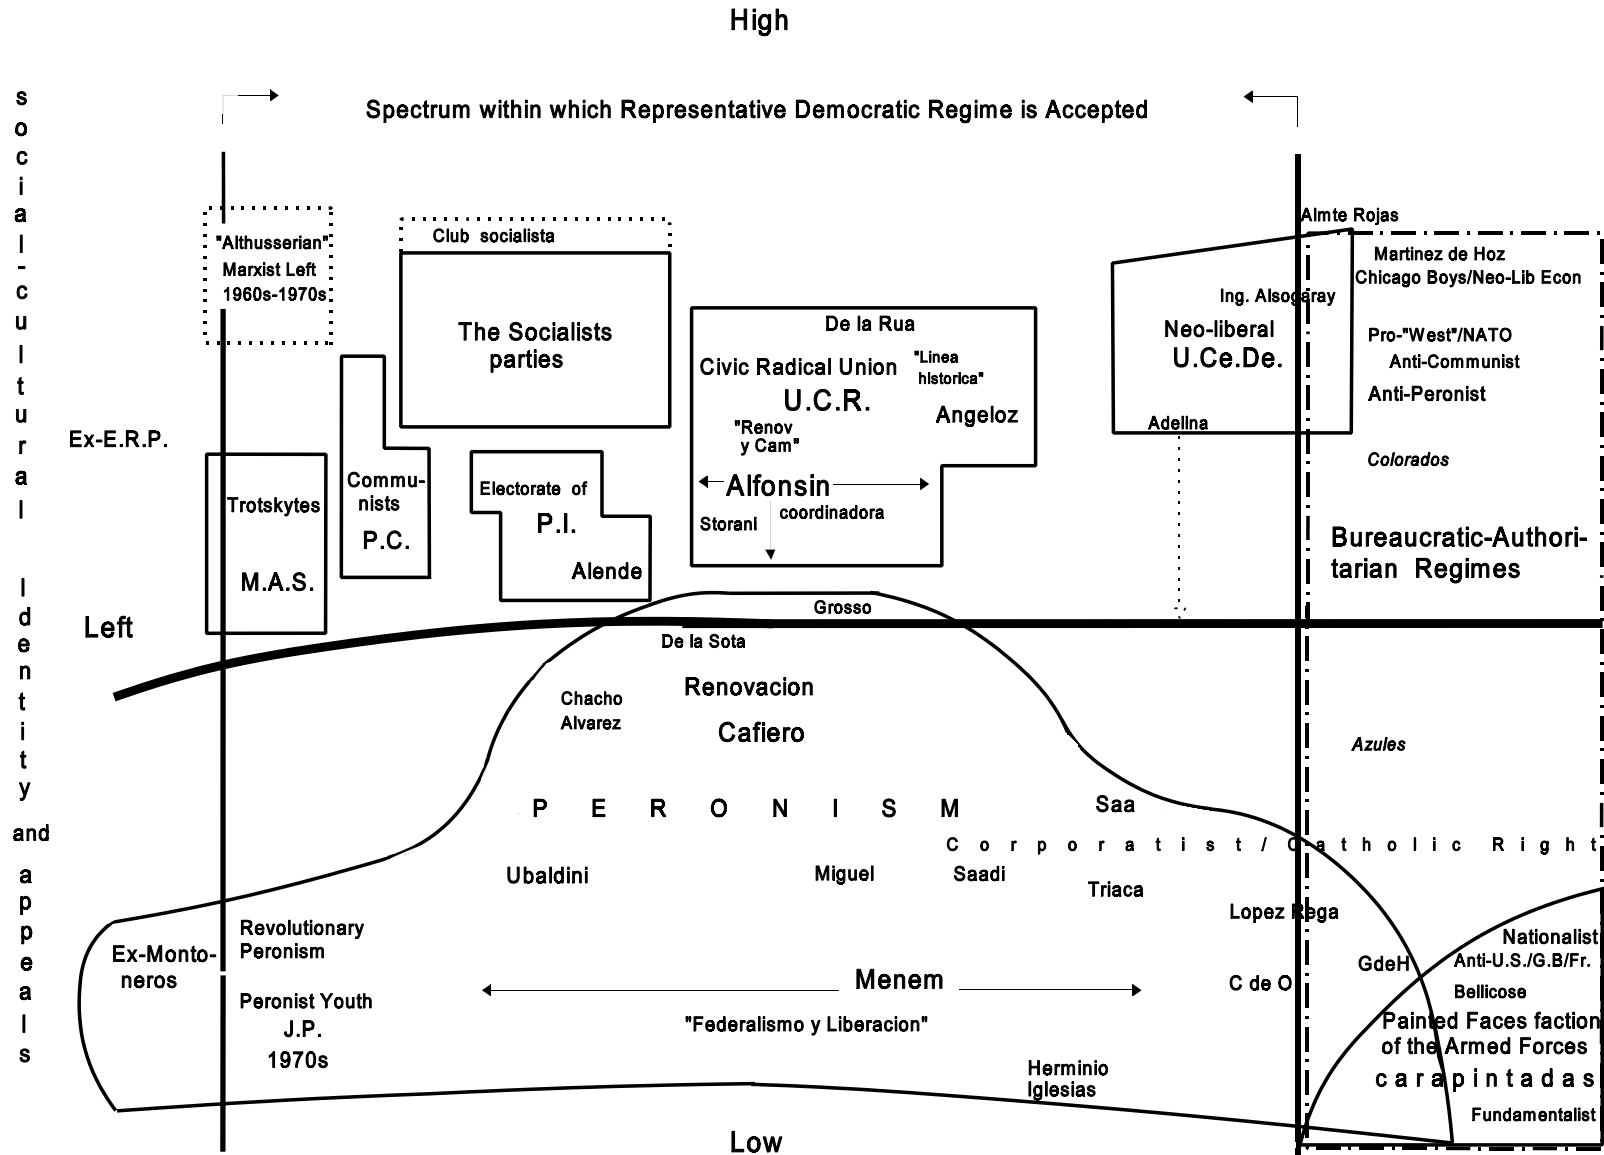 High
social-cultural Identity and appeals
Spectrum within which Representative Democratic Regime is Accepted
"Althusserian"
Marxist Left
1960s-1970s
Club socialista
The Socialists
parties
De la Rua
Civic Radical Union
U.C.R.
"Linea
historica"
Angeloz
"Renov
y Cam"
Alfonsin
Storani
coordinadora
Almte Rojas
Ing. Alsogaray
Neo-liberal
U.Ce.De.
Adelina
Martinez de Hoz
Chicago Boys/Neo-Lib Econ
Pro-"West"/NATO
Anti-Communist
Anti-Peronist
Colorados
Bureaucratic-Authori-
tarian Regimes
Ex-E.R.P.
Trotskytes
M.A.S.
Commu-
nists
P.C.
Electorate of
P.I.
Alende
Left
Grosso
De la Sota
Renovacion
Cafiero
Chacho
Alvarez
Azules
PERONISM
Saa
Corporatist/Catholic Right
Ubaldini
Miguel
Saadi
Triaca
Lopez Rega
Ex-Monto-
neros
Revolutionary
Peronism
Peronist Youth
J.P.
1970s
Menem
"Federalismo y Liberacion"
C de O
GdeH
Herminio
Iglesias
Nationalist
Anti-U.S./G.B/Fr.
Bellicose
Painted Faces faction
of the Armed Forces
carapintadas
Fundamentalist
Low